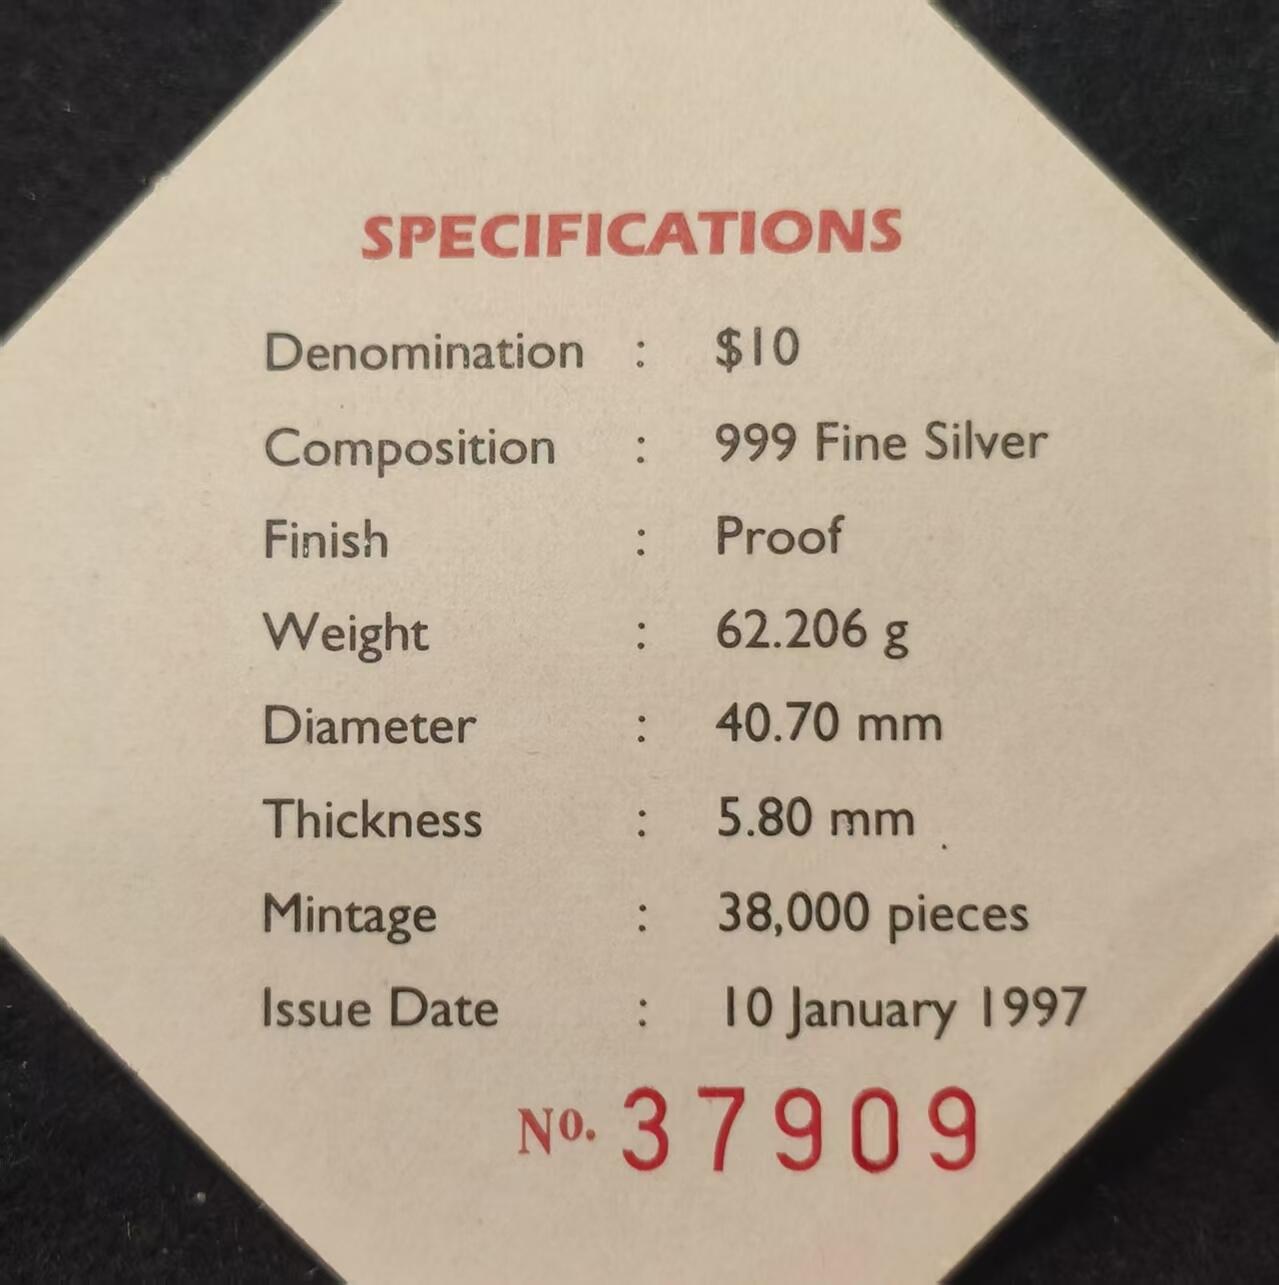 SPECIFICATIONS
Denomination : $10
Composition : 999 Fine Silver
Finish : Proof
Weight : 62.206 g
Diameter : 40.70 mm
Thickness : 5.80 mm
Mintage : 38,000 pieces
Issue Date : 10 January 1997
No. 37909